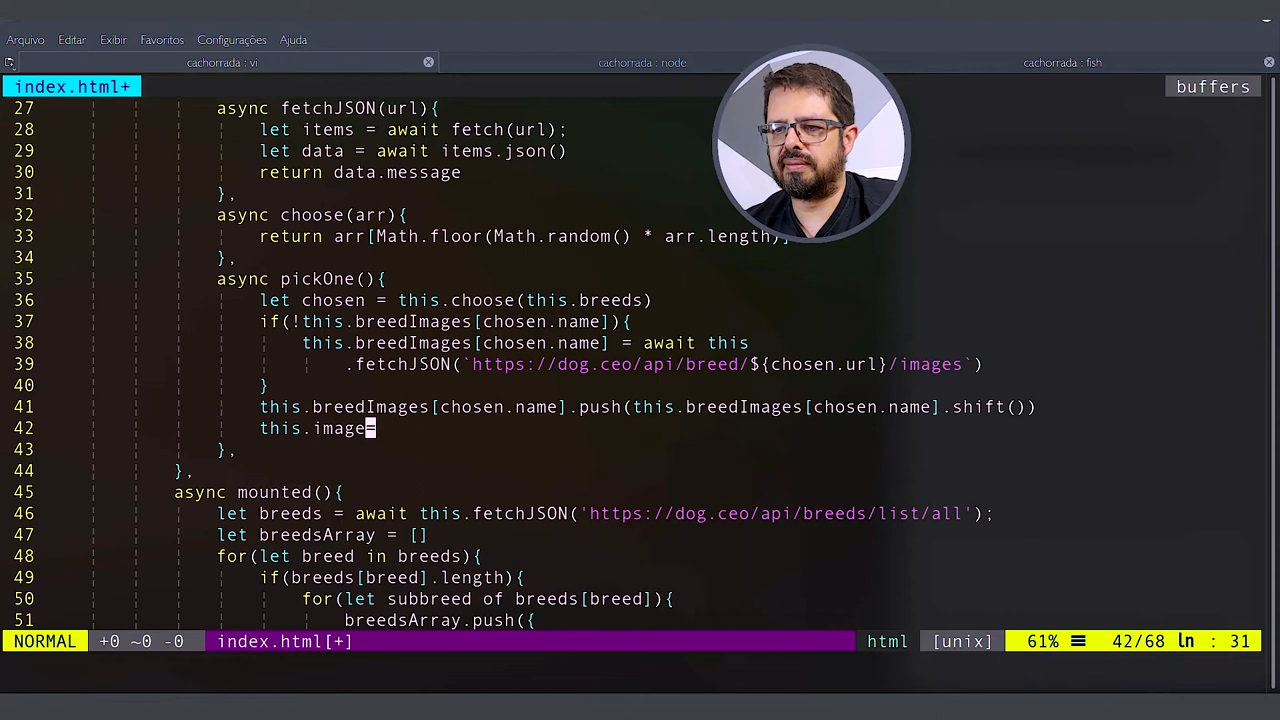 Arquivo Editar Exibir Favoritos Configurações Ajuda
cachorrada : vi cachorrada : node cachorrada : fish
index.html+ buffers
27 async fetchJSON(url){
28 let items = await fetch(url);
29 let data = await items.json()
30 return data.message
31 },
32 async choose(arr){
33 return arr[Math.floor(Math.random() * arr.length)]
34 },
35 async pickOne(){
36 let chosen = this.choose(this.breeds)
37 if(!this.breedImages[chosen.name]){
38 this.breedImages[chosen.name] = await this
39 .fetchJSON(`https://dog.ceo/api/breed/${chosen.url}/images`)
40 }
41 this.breedImages[chosen.name].push(this.breedImages[chosen.name].shift())
42 this.image=
43 },
44 },
45 async mounted(){
46 let breeds = await this.fetchJSON('https://dog.ceo/api/breeds/list/all');
47 let breedsArray = []
48 for(let breed in breeds){
49 if(breeds[breed].length){
50 for(let subbreed of breeds[breed]){
51 breedsArray.push({
NORMAL +0 ~0 -0 index.html[+] html [unix] 61% ☰ 42/68 ln : 31